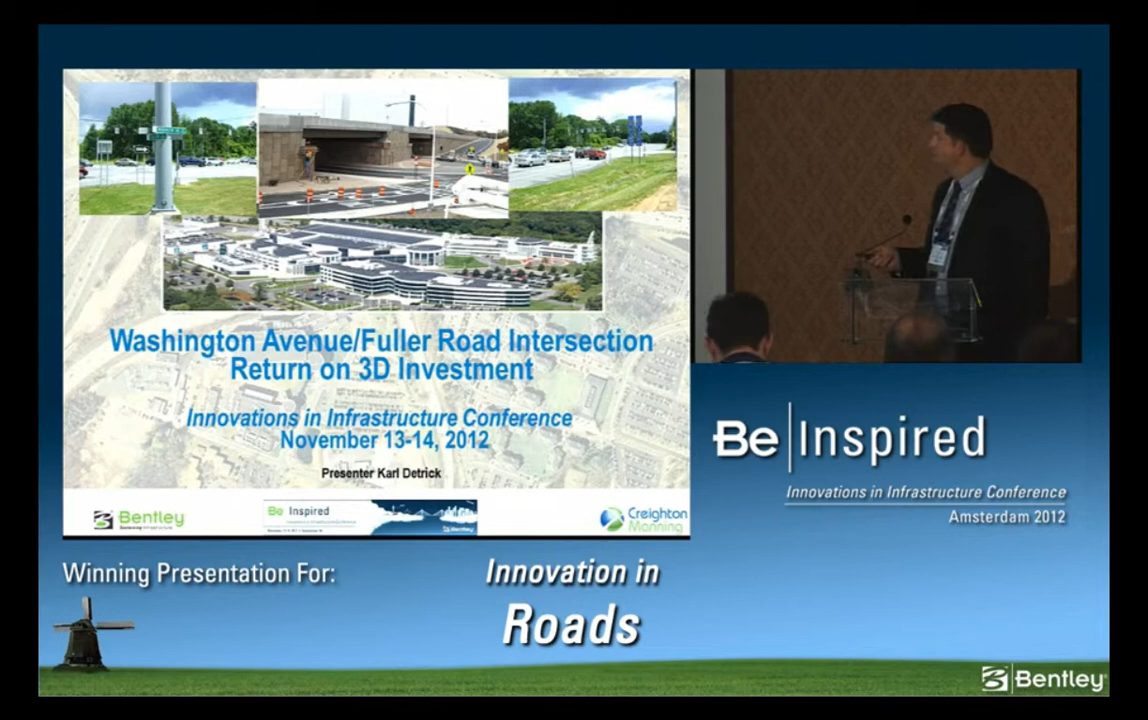 Washington Avenue/Fuller Road Intersection
Return on 3D Investment
Innovations in Infrastructure Conference
November 13-14, 2012
Presenter Karl Detrick
Bentley
Be Inspired
Creighton
Manning
Be Inspired
Innovations in Infrastructure Conference
Amsterdam 2012
Winning Presentation For:
Innovation in
Roads
Bentley